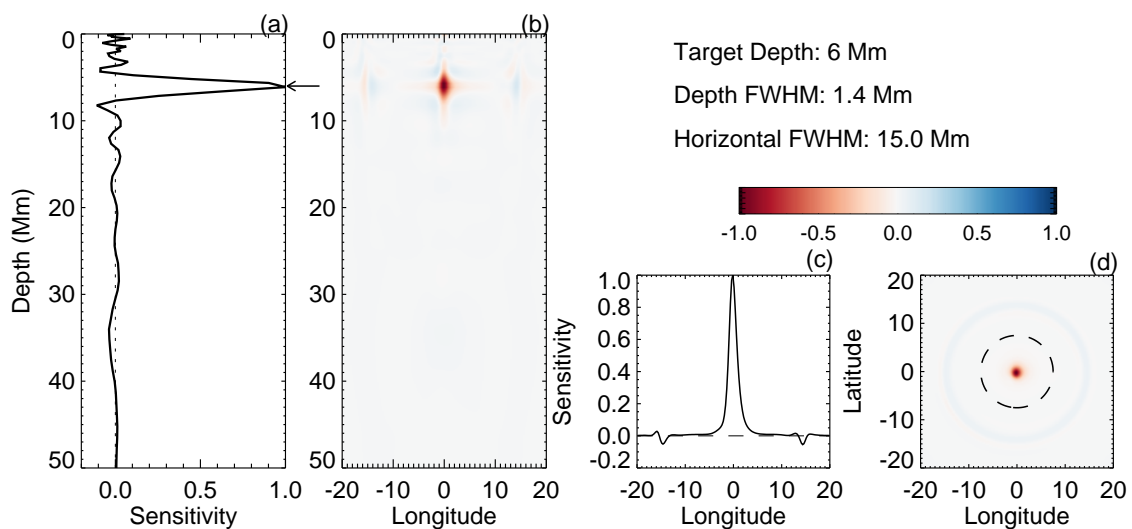 (a)
0
10
20
30
40
50
Depth (Mm)
0.0 0.5 1.0
Sensitivity
(b)
0
10
20
30
40
50
-20 -10 0 10 20
Longitude
Target Depth: 6 Mm
Depth FWHM: 1.4 Mm
Horizontal FWHM: 15.0 Mm
-1.0 -0.5 0.0 0.5 1.0
(c)
1.0
0.8
0.6
0.4
0.2
0.0
-0.2
Sensitivity
-20 -10 0 10 20
Longitude
(d)
20
10
0
-10
-20
Latitude
-20 -10 0 10 20
Longitude